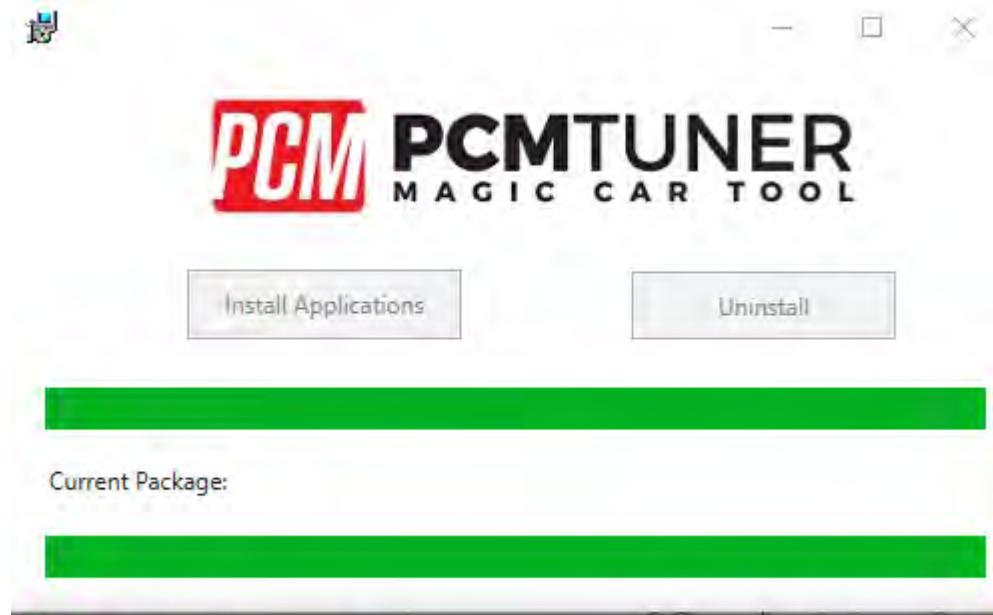 PCM PCMTUNER
MAGIC CAR TOOL
Install Applications Uninstall
Current Package: